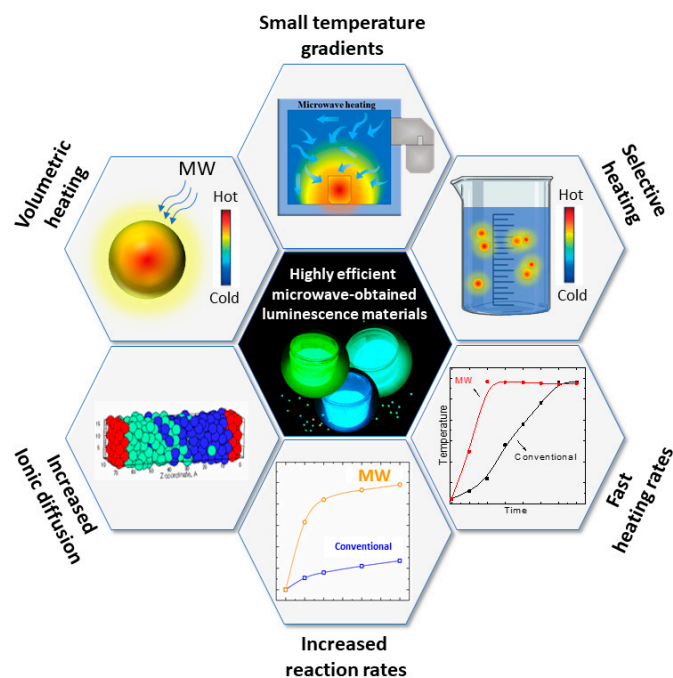 Small temperature
gradients
Microwave heating
Volumetric
heating
MW
Hot
Cold
Selective
heating
Hot
Cold
Highly efficient
microwave-obtained
luminescence materials
Increased
Ionic diffusion
Z coordinate, A
MW
Conventional
Increased
reaction rates
MW
Conventional
Temperature
Time
Fast
heating rates